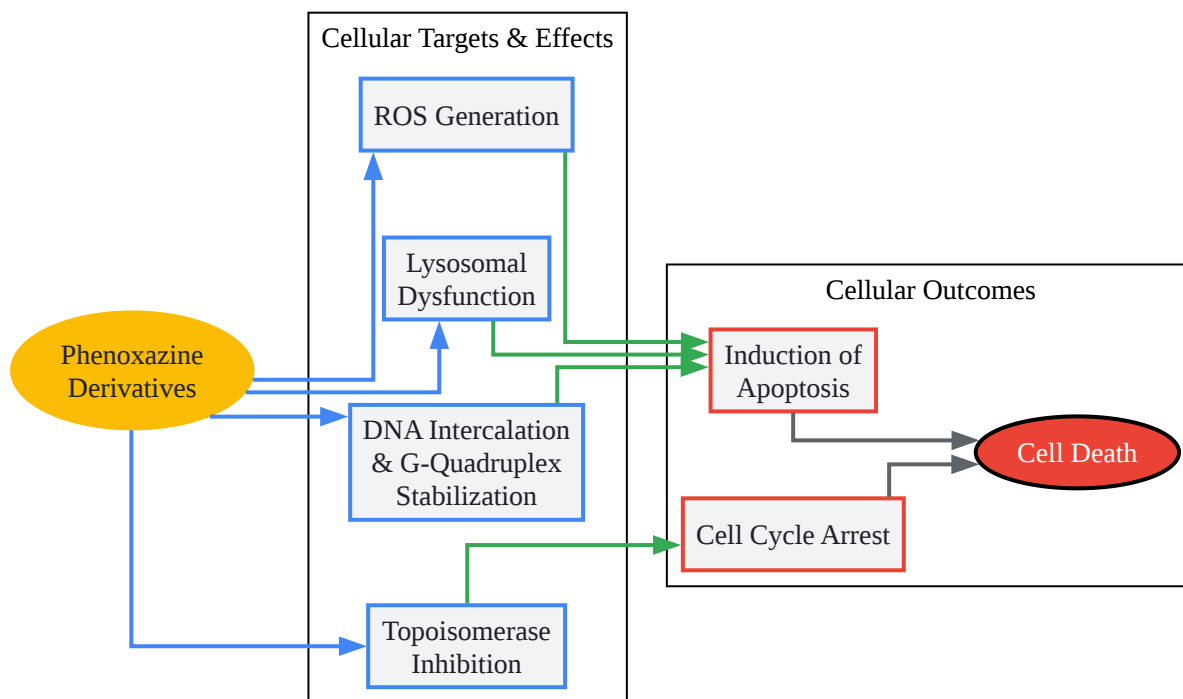 Cellular Targets & Effects
ROS Generation
Lysosomal
Dysfunction
Phenoxazine
Derivatives
DNA Intercalation
& G-Quadruplex
Stabilization
Topoisomerase
Inhibition
Cellular Outcomes
Induction of
Apoptosis
Cell Cycle Arrest
Cell Death